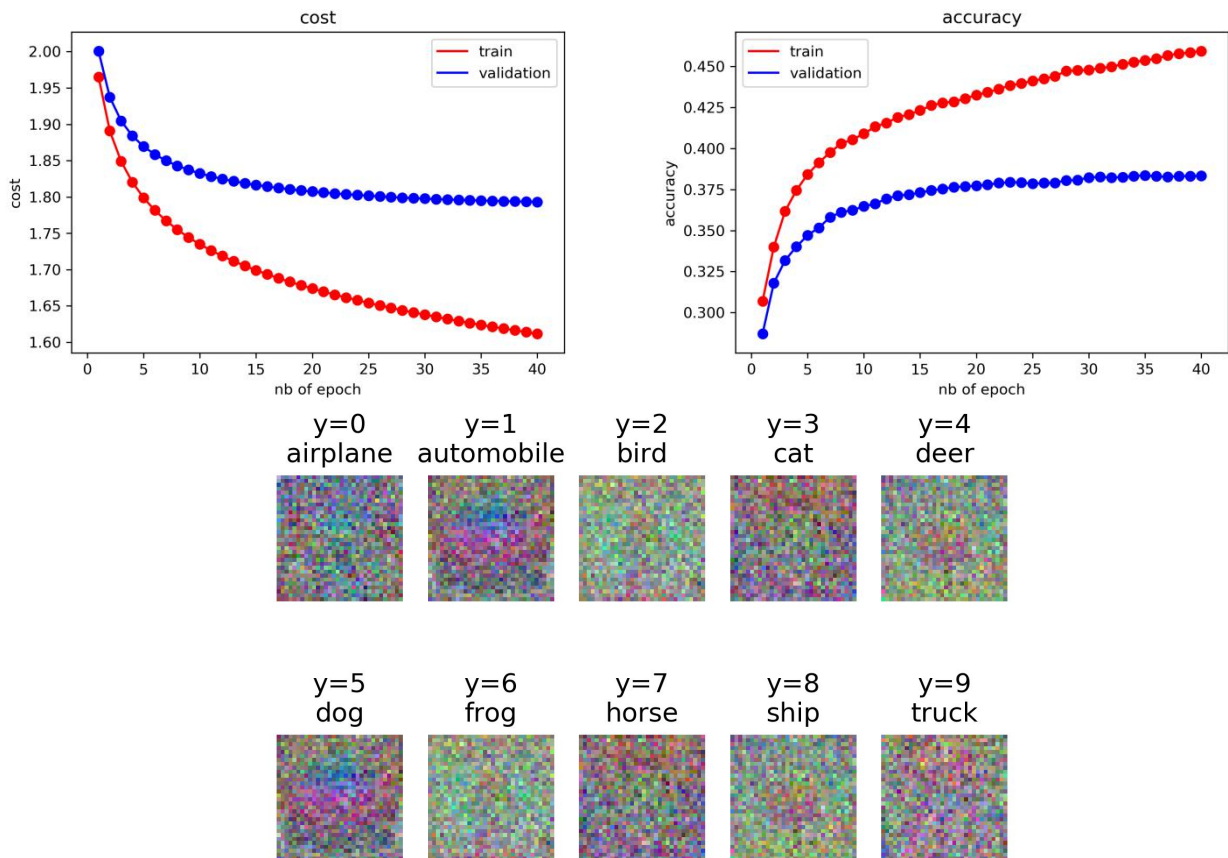 cost
2.00
1.95
1.90
1.85
1.80
1.75
1.70
1.65
1.60
cost
train
validation
0 5 10 15 20 25 30 35 40
nb of epoch
accuracy
0.450
0.425
0.400
0.375
0.350
0.325
0.300
accuracy
train
validation
0 5 10 15 20 25 30 35 40
nb of epoch
y=0 y=1 y=2 y=3 y=4
airplane automobile bird cat deer
y=5 y=6 y=7 y=8 y=9
dog frog horse ship truck